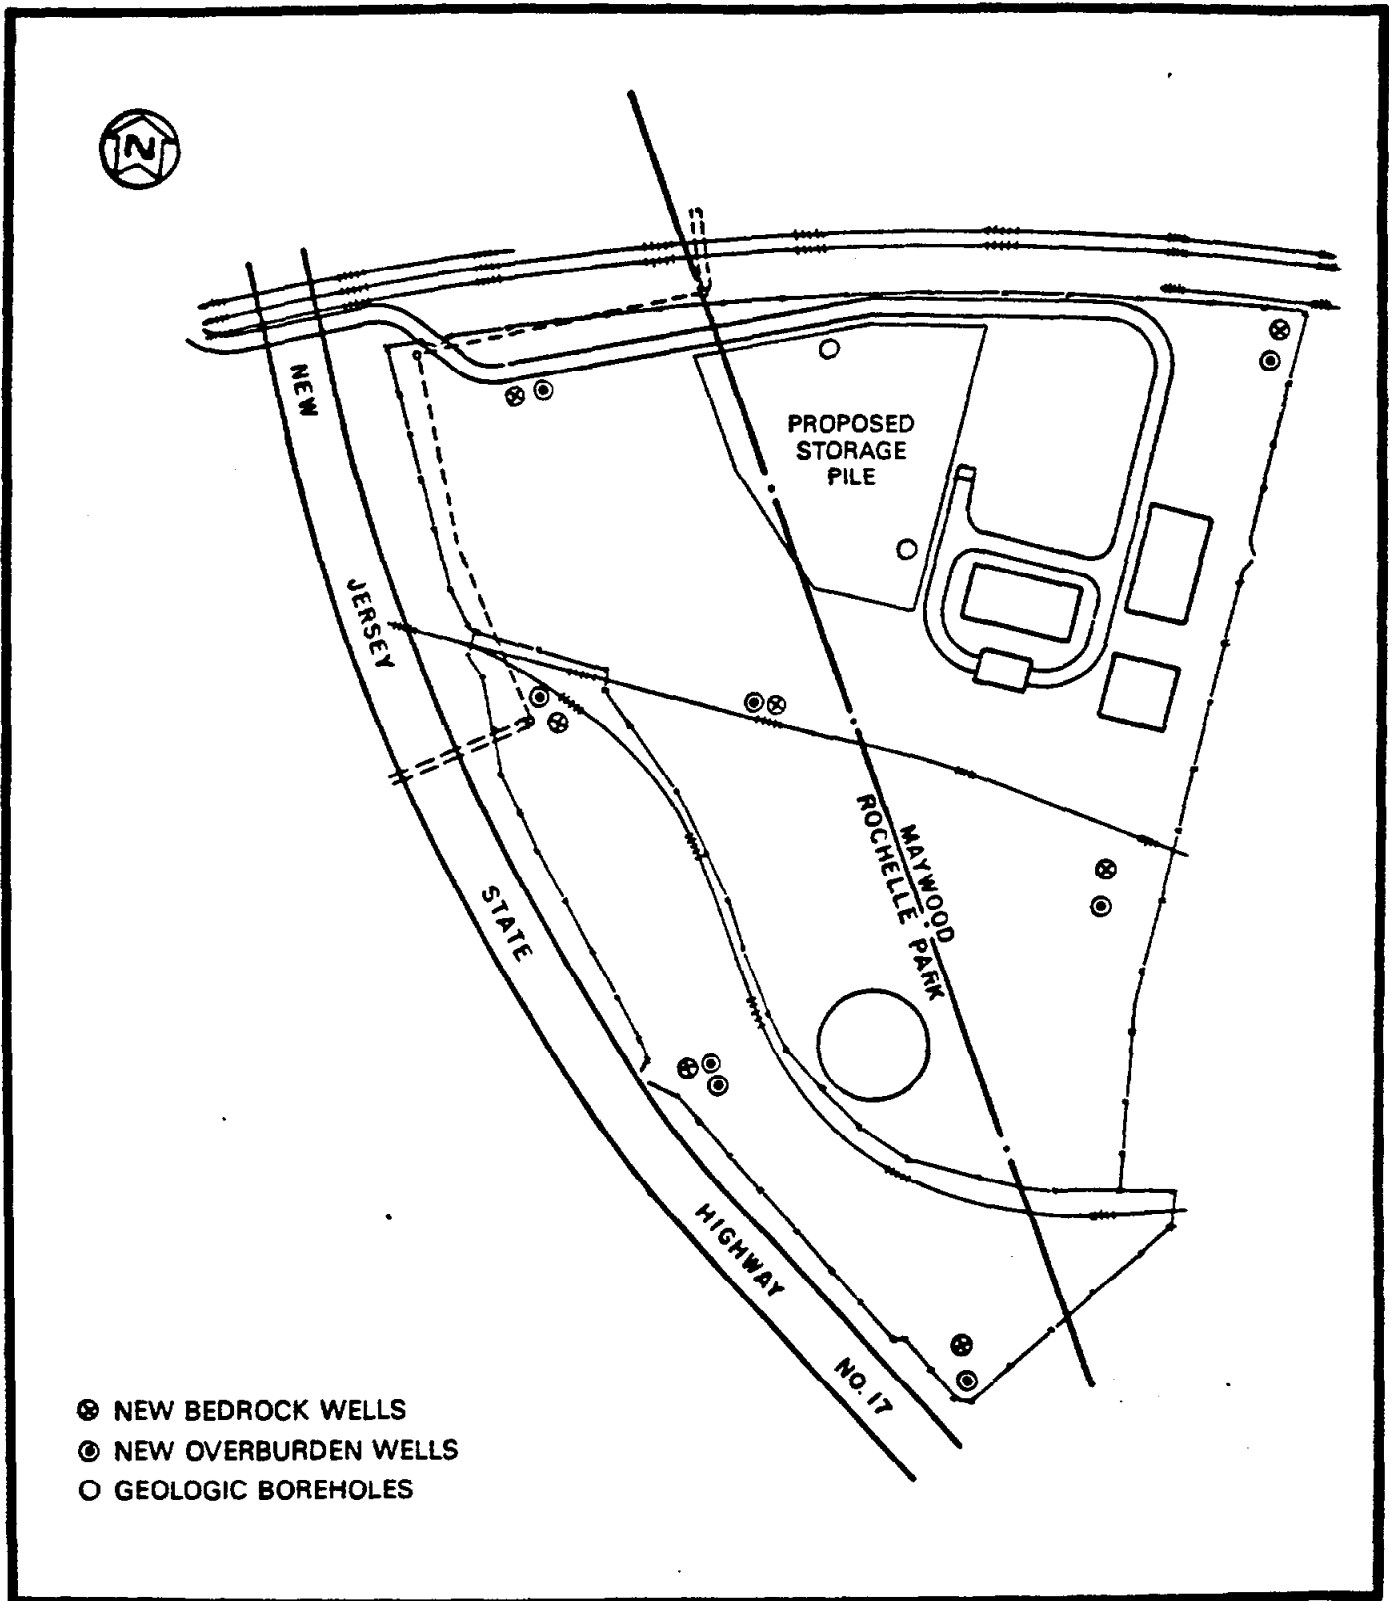 N
NEW
JERSEY
STATE
HIGHWAY
NO. 17
PROPOSED
STORAGE
PILE
MAYWOOD
ROCHELLE PARK
NEW BEDROCK WELLS
NEW OVERBURDEN WELLS
GEOLOGIC BOREHOLES